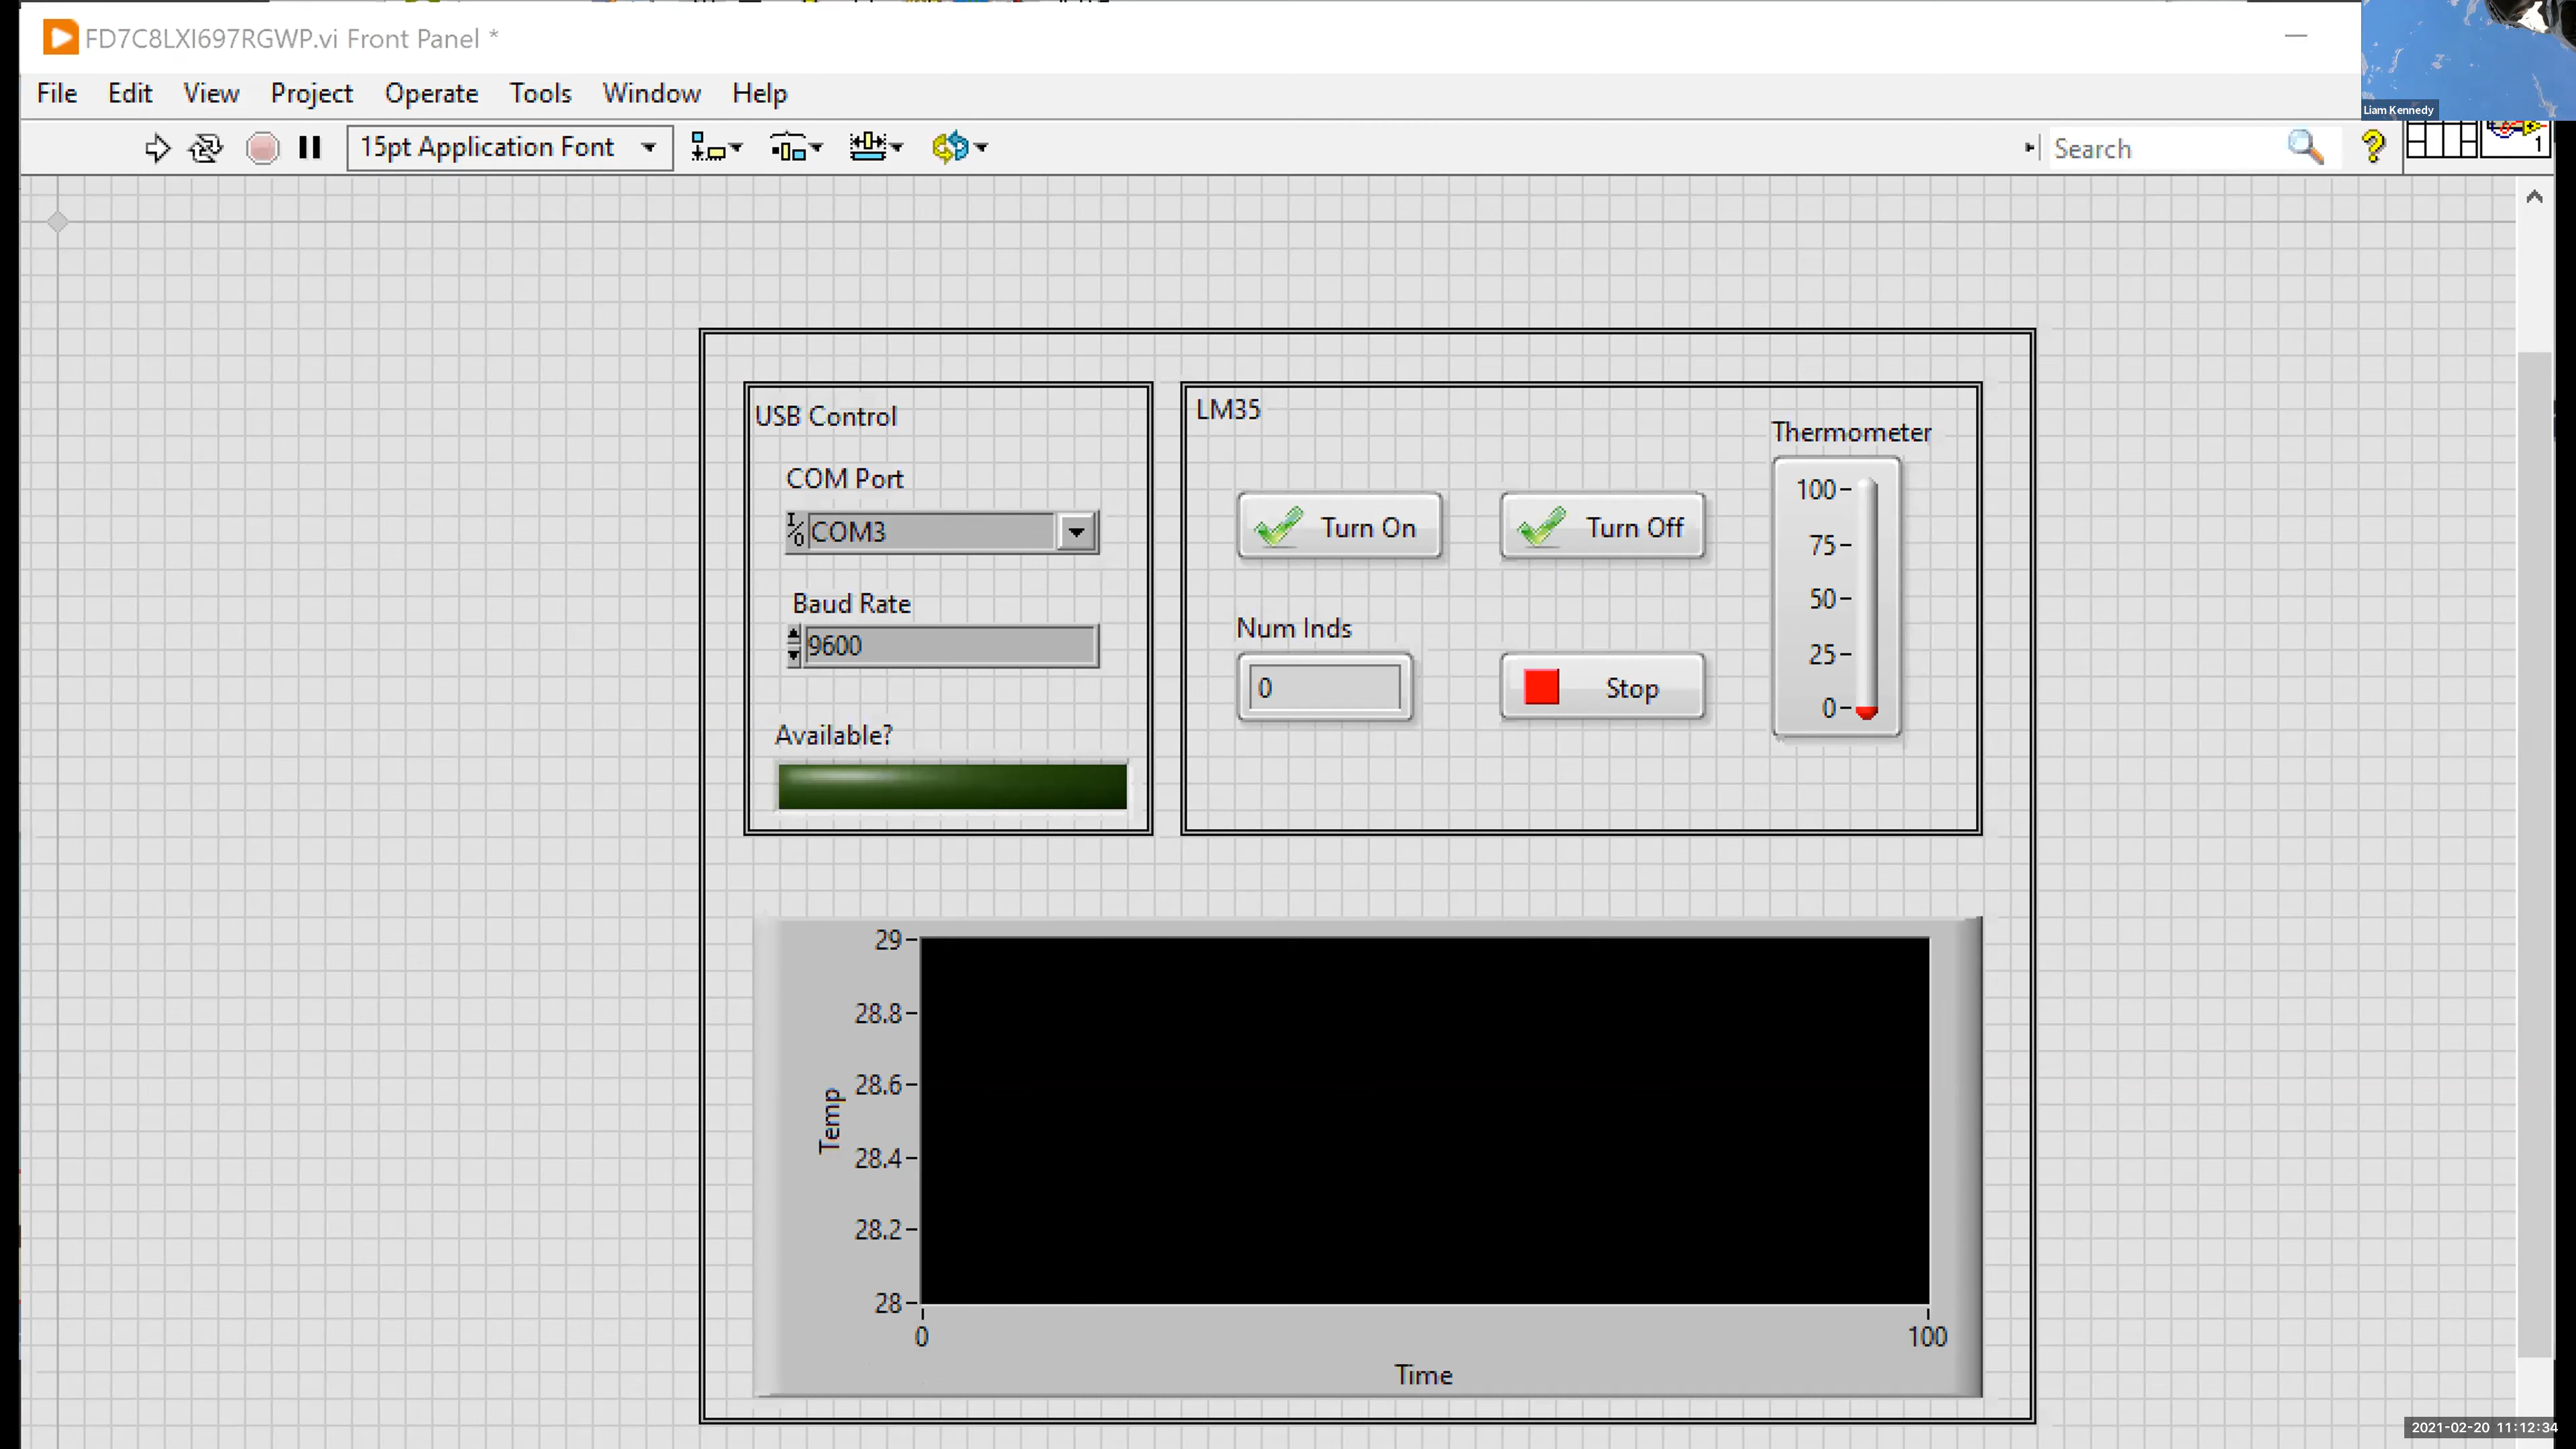 FD7C8LXI697RGWP.vi Front Panel *
Liam Kennedy
File Edit View Project Operate Tools Window Help
15pt Application Font
Search
?
1
USB Control
COM Port
I/O COM3
Baud Rate
9600
Available?
LM35
Turn On
Turn Off
Num Inds
0
Stop
Thermometer
100
75
50
25
0
29
28.8
28.6
28.4
28.2
28
Temp
0
100
Time
2021-02-20 11:12:34